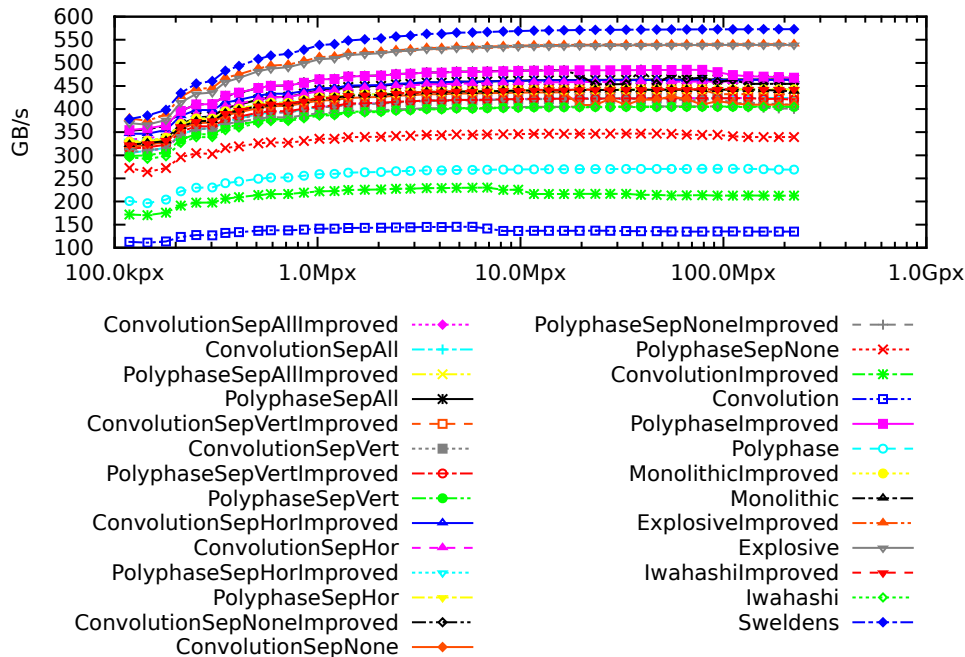 600
550
500
450
400
350
300
250
200
150
100
GB/s
100.0kpx 1.0Mpx 10.0Mpx 100.0Mpx 1.0Gpx
ConvolutionSepAllImproved
ConvolutionSepAll
PolyphaseSepAllImproved
PolyphaseSepAll
ConvolutionSepVertImproved
ConvolutionSepVert
PolyphaseSepVertImproved
PolyphaseSepVert
ConvolutionSepHorImproved
ConvolutionSepHor
PolyphaseSepHorImproved
PolyphaseSepHor
ConvolutionSepNoneImproved
ConvolutionSepNone
PolyphaseSepNoneImproved
PolyphaseSepNone
ConvolutionImproved
Convolution
PolyphaseImproved
Polyphase
MonolithicImproved
Monolithic
ExplosiveImproved
Explosive
IwahashiImproved
Iwahashi
Sweldens